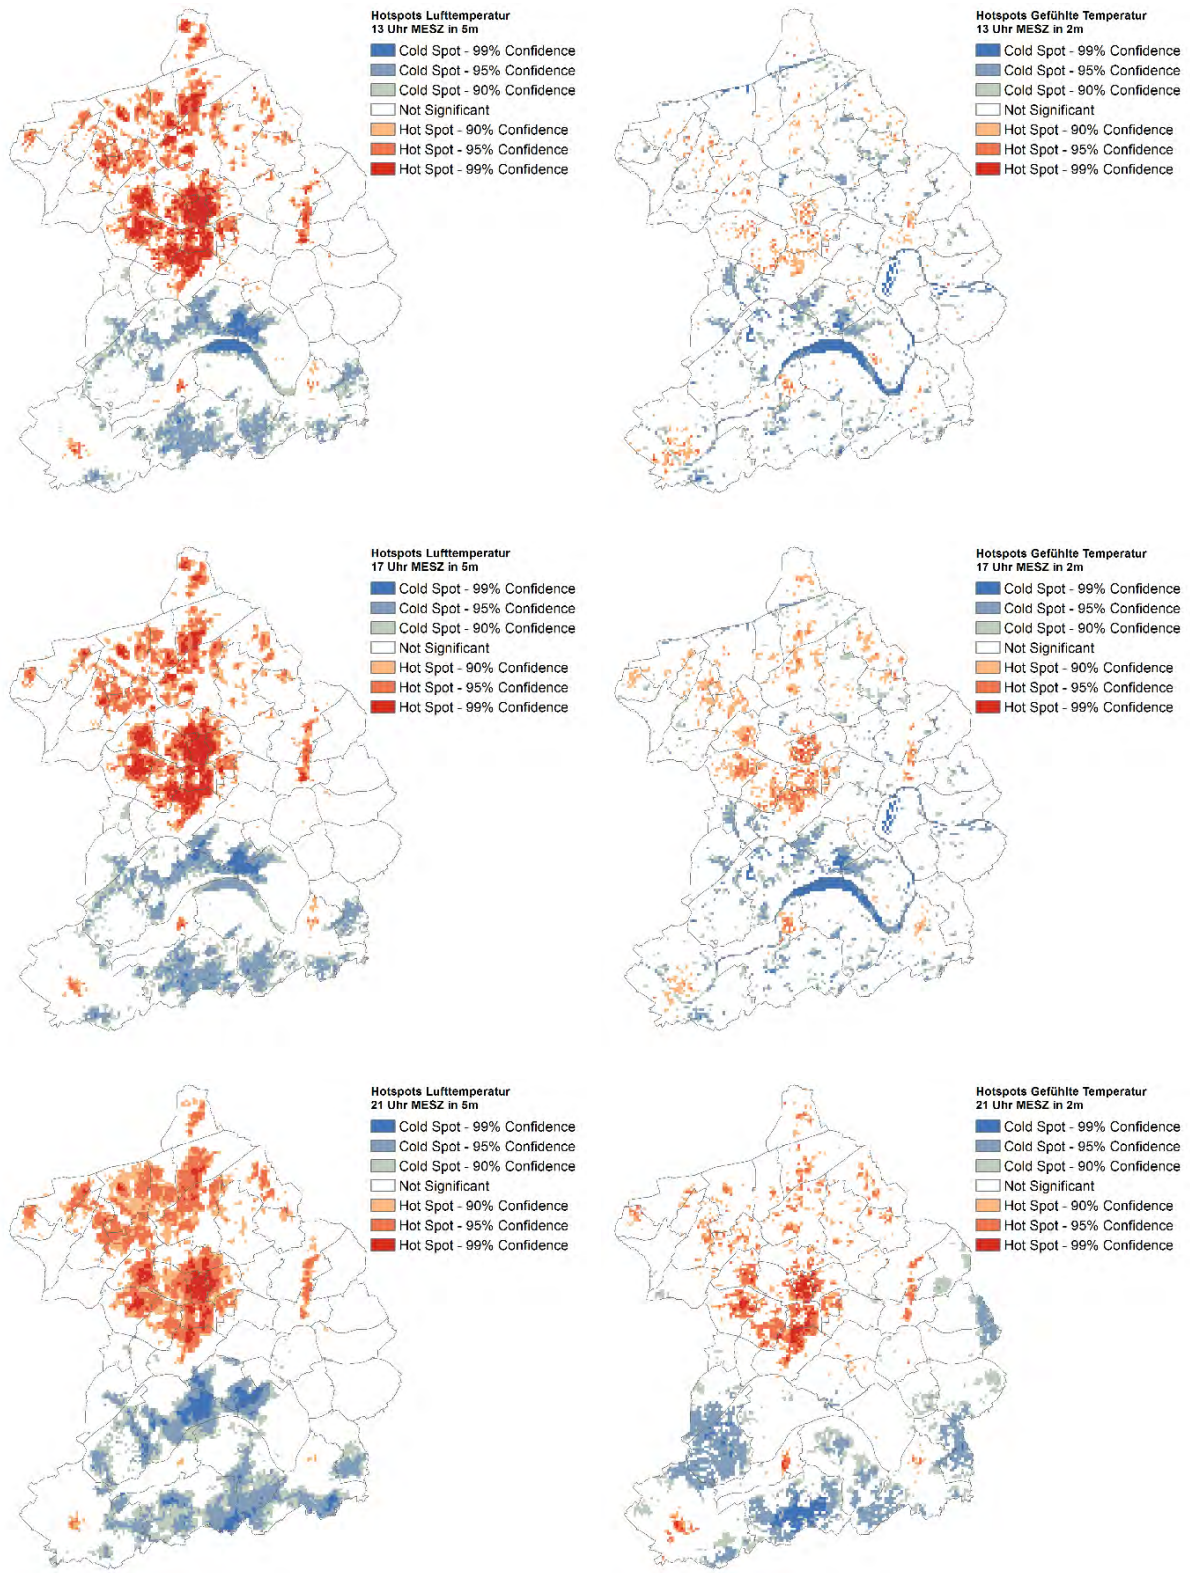 Hotspots Lufttemperatur
13 Uhr MESZ in 5m
Cold Spot - 99% Confidence
Cold Spot - 95% Confidence
Cold Spot - 90% Confidence
Not Significant
Hot Spot - 90% Confidence
Hot Spot - 95% Confidence
Hot Spot - 99% Confidence
Hotspots Gefühlte Temperatur
13 Uhr MESZ in 2m
Cold Spot - 99% Confidence
Cold Spot - 95% Confidence
Cold Spot - 90% Confidence
Not Significant
Hot Spot - 90% Confidence
Hot Spot - 95% Confidence
Hot Spot - 99% Confidence
Hotspots Lufttemperatur
17 Uhr MESZ in 5m
Cold Spot - 99% Confidence
Cold Spot - 95% Confidence
Cold Spot - 90% Confidence
Not Significant
Hot Spot - 90% Confidence
Hot Spot - 95% Confidence
Hot Spot - 99% Confidence
Hotspots Gefühlte Temperatur
17 Uhr MESZ in 2m
Cold Spot - 99% Confidence
Cold Spot - 95% Confidence
Cold Spot - 90% Confidence
Not Significant
Hot Spot - 90% Confidence
Hot Spot - 95% Confidence
Hot Spot - 99% Confidence
Hotspots Lufttemperatur
21 Uhr MESZ in 5m
Cold Spot - 99% Confidence
Cold Spot - 95% Confidence
Cold Spot - 90% Confidence
Not Significant
Hot Spot - 90% Confidence
Hot Spot - 95% Confidence
Hot Spot - 99% Confidence
Hotspots Gefühlte Temperatur
21 Uhr MESZ in 2m
Cold Spot - 99% Confidence
Cold Spot - 95% Confidence
Cold Spot - 90% Confidence
Not Significant
Hot Spot - 90% Confidence
Hot Spot - 95% Confidence
Hot Spot - 99% Confidence